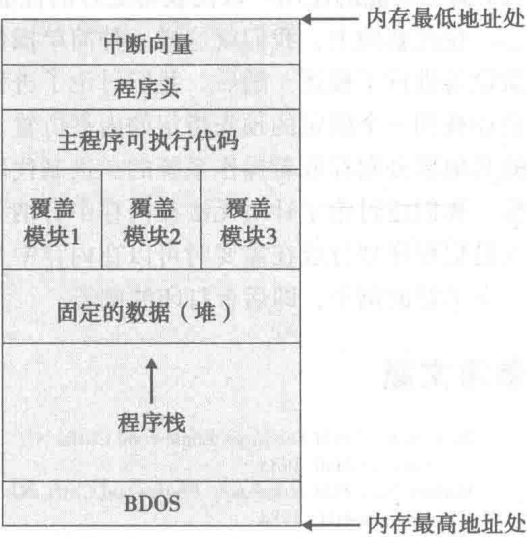 内存最低地址处
中断向量
程序头
主程序可执行代码
覆盖
模块1
覆盖
模块2
覆盖
模块3
固定的数据（堆）
程序栈
BDOS
内存最高地址处